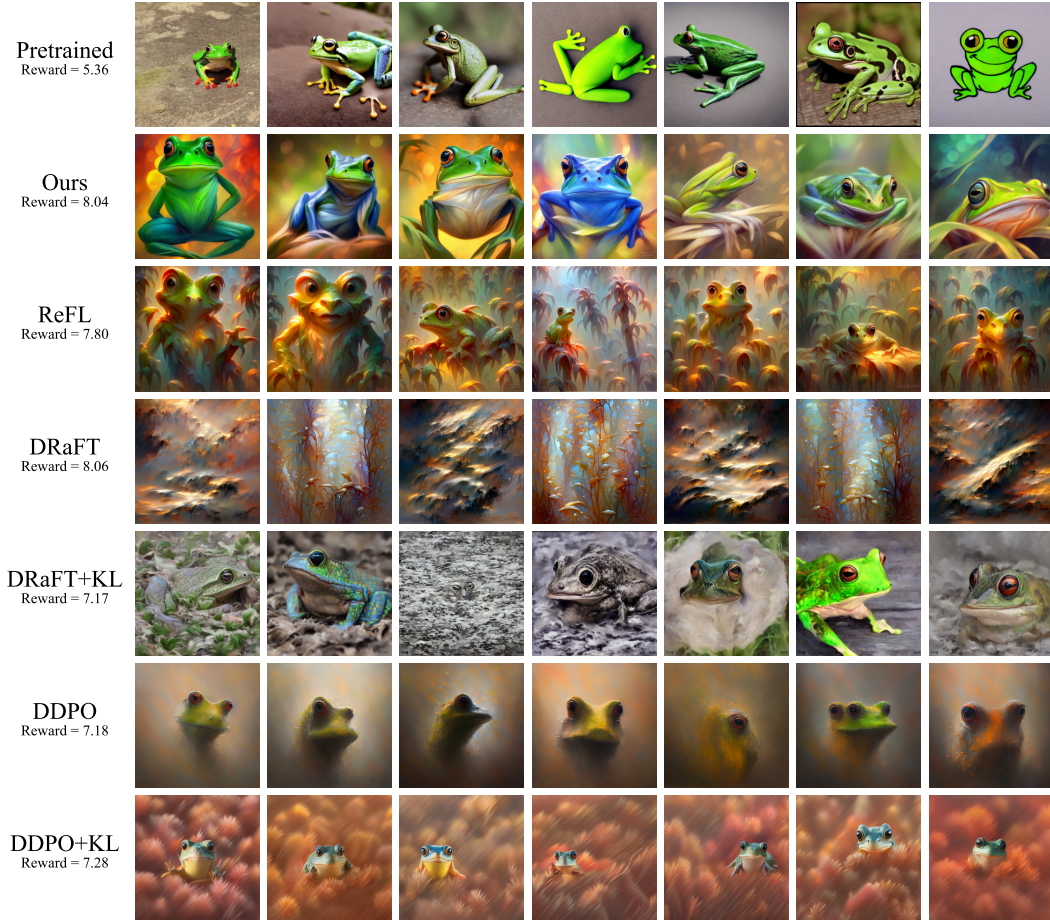 Pretrained
Reward = 5.36
Ours
Reward = 8.04
ReFL
Reward = 7.80
DRaFT
Reward = 8.06
DRaFT+KL
Reward = 7.17
DDPO
Reward = 7.18
DDPO+KL
Reward = 7.28